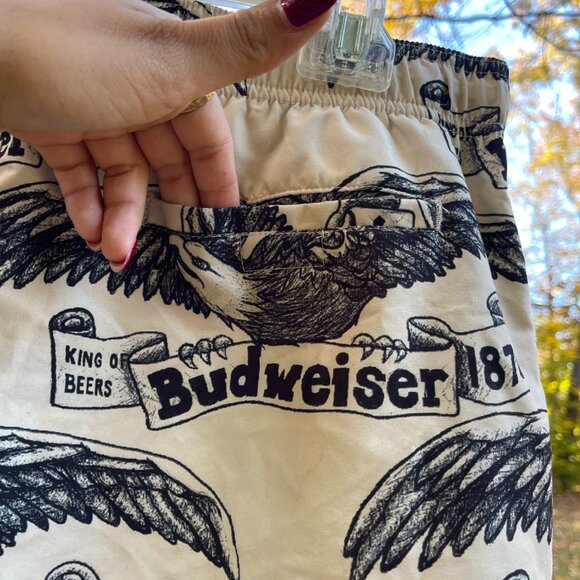 KING OF
BEERS
Budweiser
187